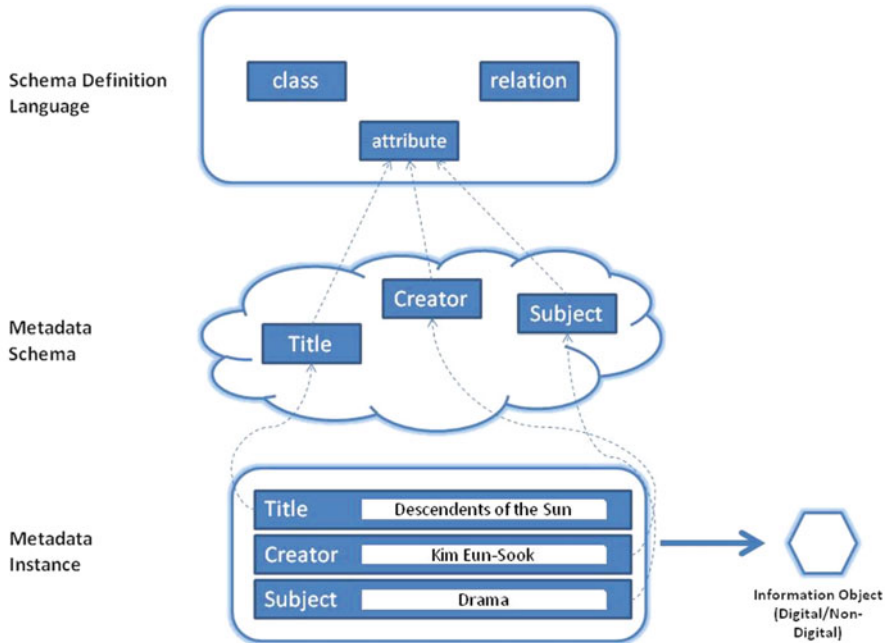 Schema Definition
Language
class
relation
attribute
Metadata
Schema
Title
Creator
Subject
Metadata
Instance
Title
Descendents of the Sun
Creator
Kim Eun-Sook
Subject
Drama
Information Object
(Digital/Non-
Digital)